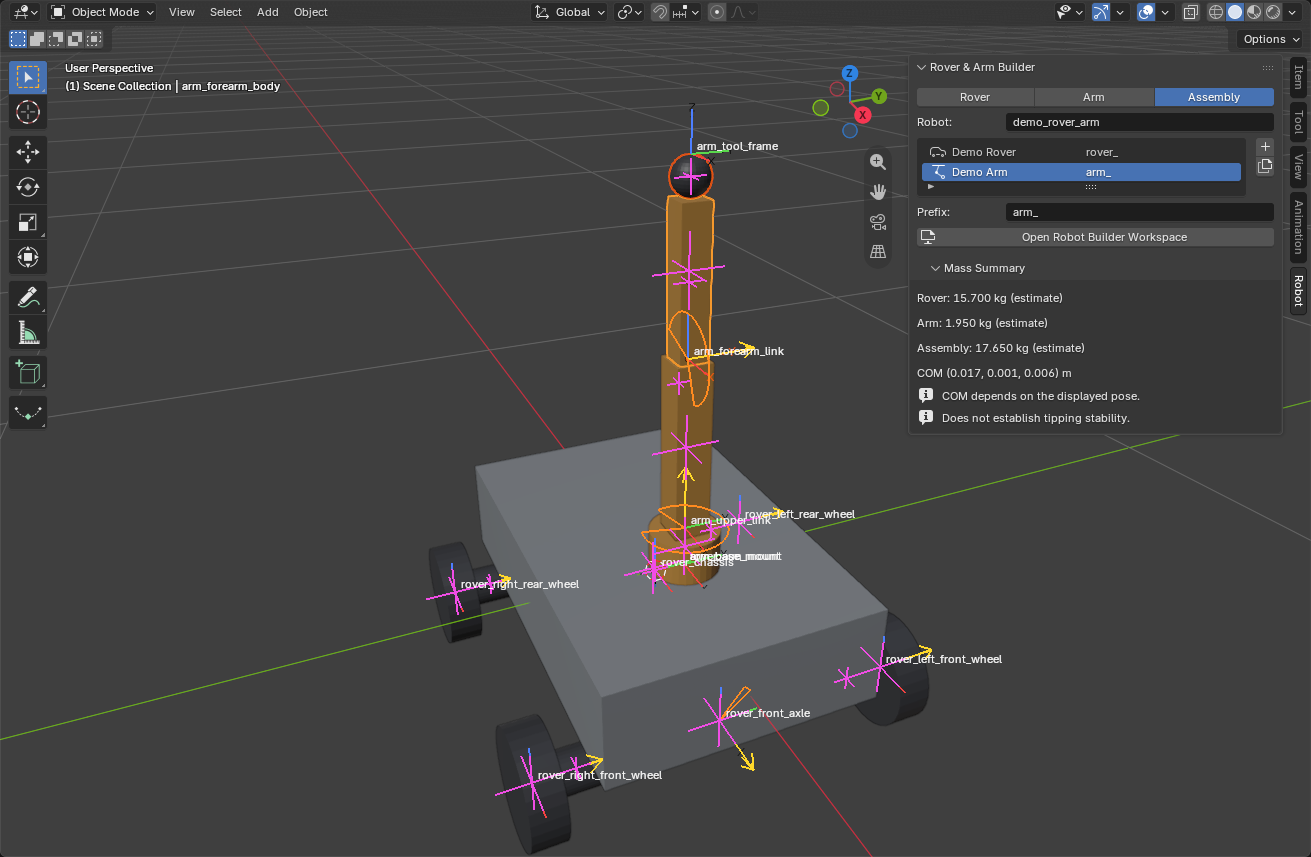 Object Mode View Select Add Object Global
Options
User Perspective
(1) Scene Collection | arm_forearm_body
Z
Y
X
Z
arm_tool_frame
arm_forearm_link
rover_left_rear_wheel
arm_upper_link
rover_chassis
rover_right_rear_wheel
rover_left_front_wheel
rover_front_axle
rover_right_front_wheel
Rover & Arm Builder
Rover Arm Assembly
Robot: demo_rover_arm
Demo Rover rover_
Demo Arm arm_
Prefix: arm_
Open Robot Builder Workspace
Mass Summary
Rover: 15.700 kg (estimate)
Arm: 1.950 kg (estimate)
Assembly: 17.650 kg (estimate)
COM (0.017, 0.001, 0.006) m
COM depends on the displayed pose.
Does not establish tipping stability.
Item
Tool
View
Animation
Robot